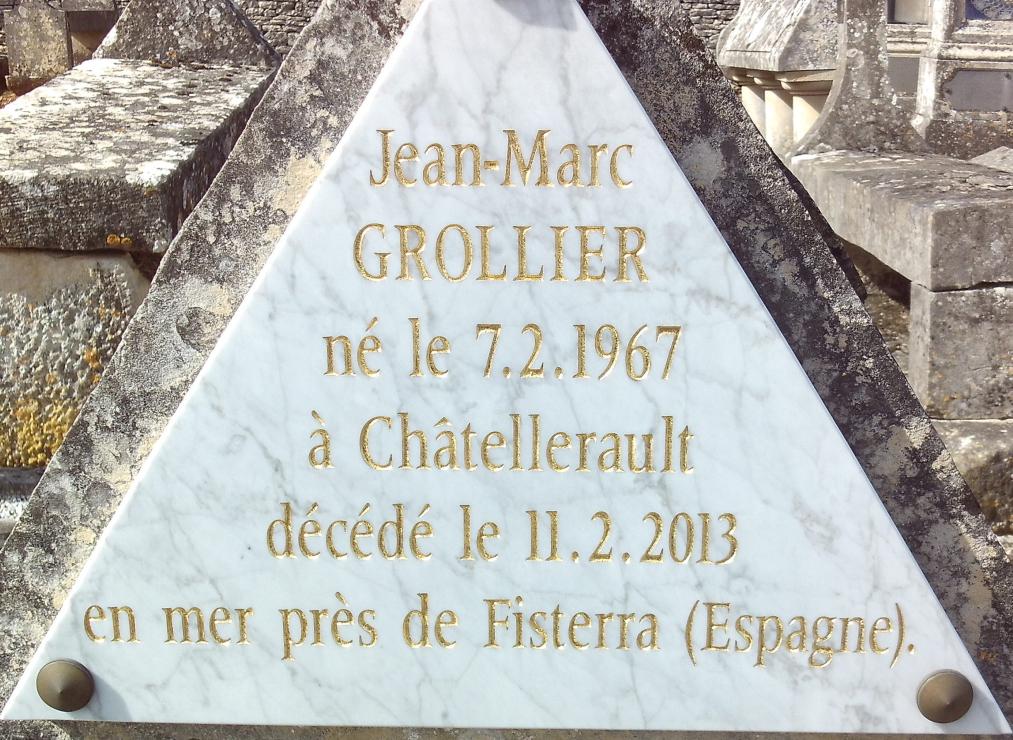 Jean-Marc
GROLLIER
né le 7.2.1967
à Châtellerault
décédé le 11.2.2013
en mer près de Fisterra (Espagne).